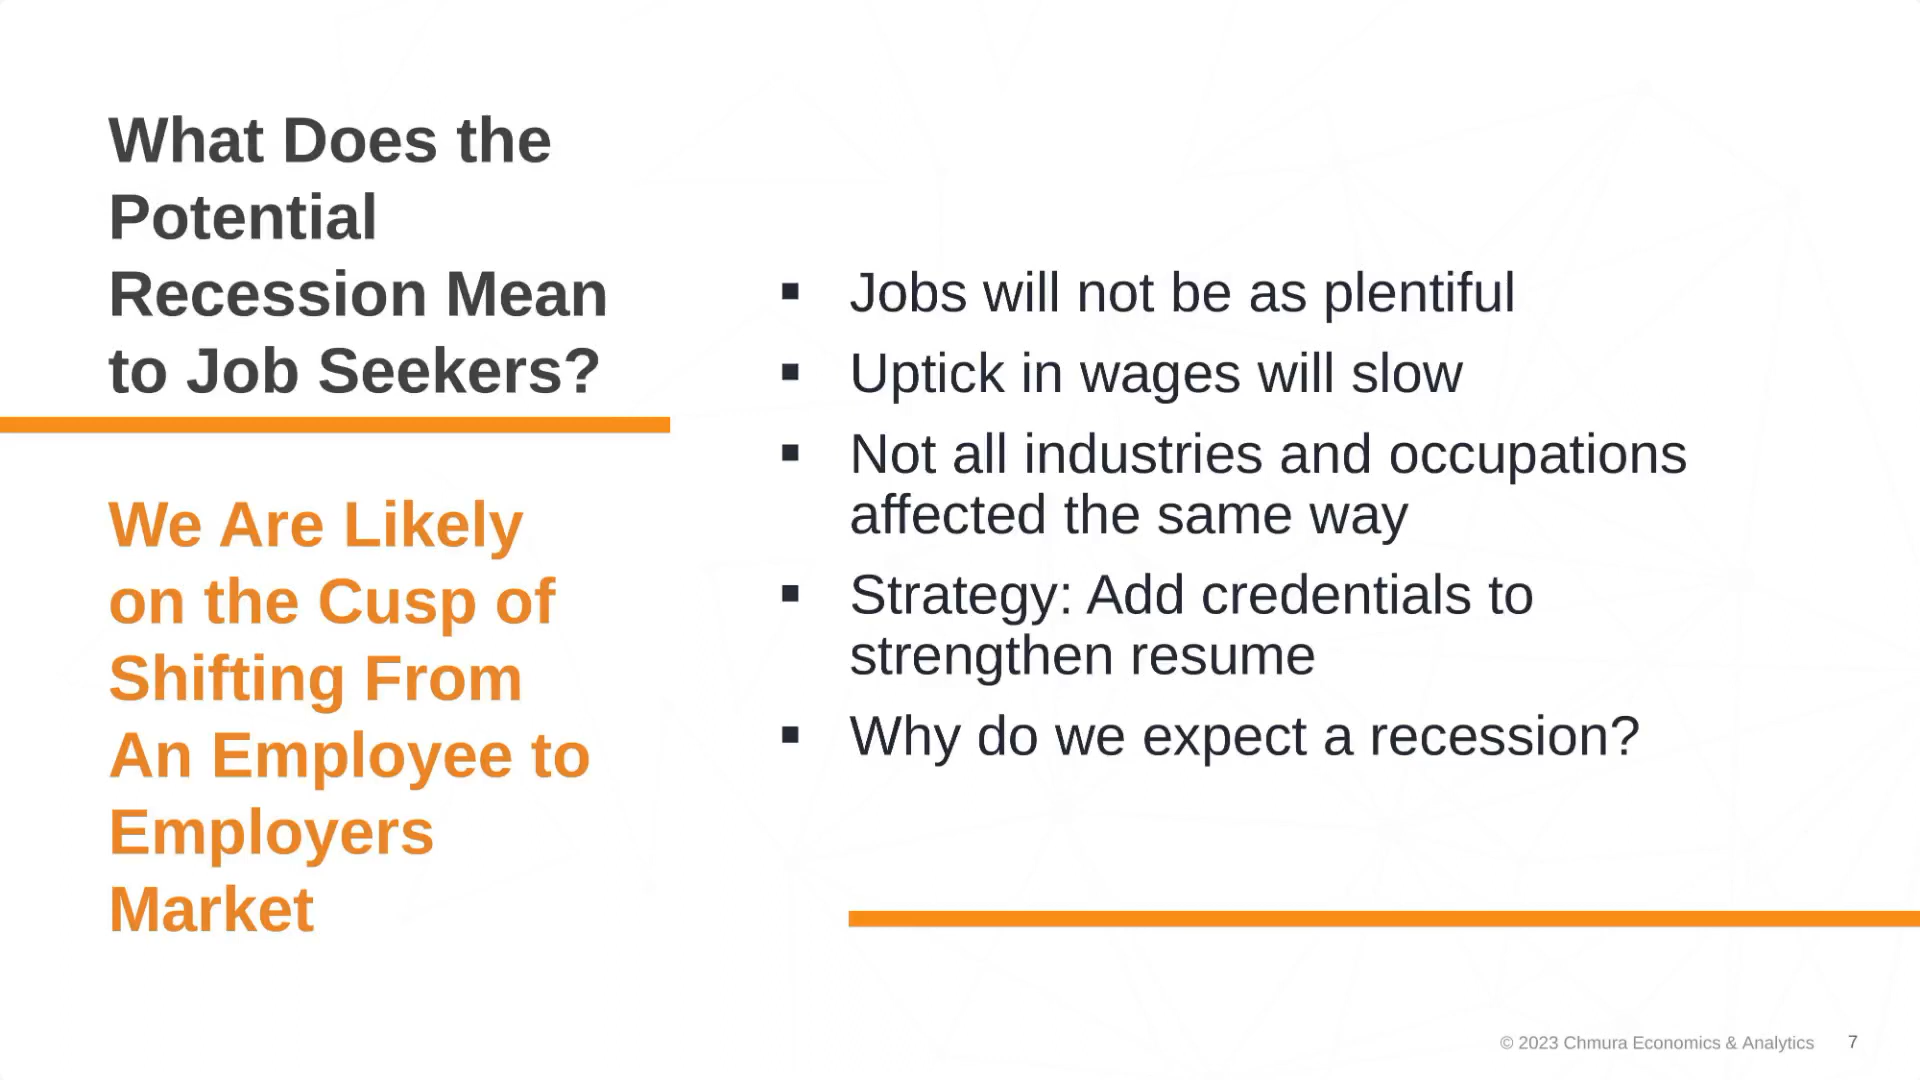 What Does the
Potential
Recession Mean
to Job Seekers?
We Are Likely
on the Cusp of
Shifting From
An Employee to
Employers
Market
▪ Jobs will not be as plentiful
▪ Uptick in wages will slow
▪ Not all industries and occupations
affected the same way
▪ Strategy: Add credentials to
strengthen resume
▪ Why do we expect a recession?
© 2023 Chmura Economics & Analytics 7